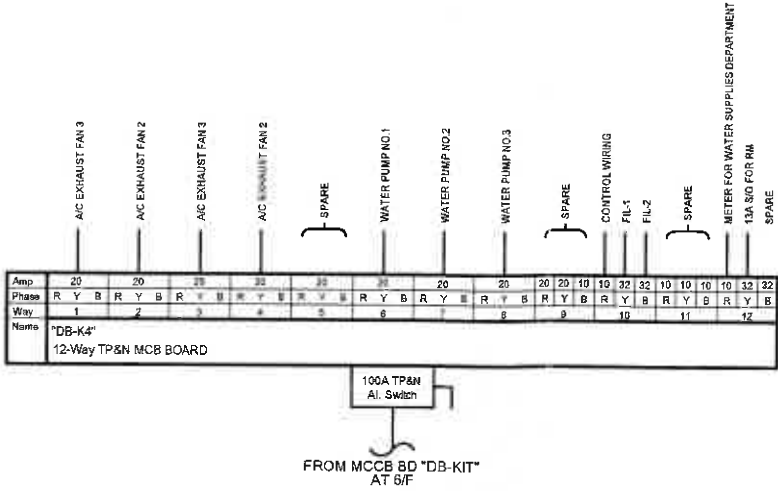 A/C EXHAUST FAN 3
A/C EXHAUST FAN 2
A/C EXHAUST FAN 3
A/C EXHAUST FAN 2
SPARE
WATER PUMP NO.1
WATER PUMP NO.2
WATER PUMP NO.3
SPARE
CONTROL WIRING
FIL-1
FIL-2
SPARE
METER FOR WATER SUPPLIES DEPARTMENT
13A S/O FOR RM
SPARE
Amp 20 20 20 20 20 20 20 20 10 10 32 32 10 10 10 10 32 32
Phase R Y B R Y B R Y B R Y B R Y B R Y B R Y B R Y B R Y B R Y B R Y B R Y B
Way 1 2 3 4 5 6 7 8 9 10 11 12
Name "DB-K4"
12-Way TP&N MCB BOARD
100A TP&N
AI. Switch
FROM MCCB BD "DB-KIT"
AT 6/F